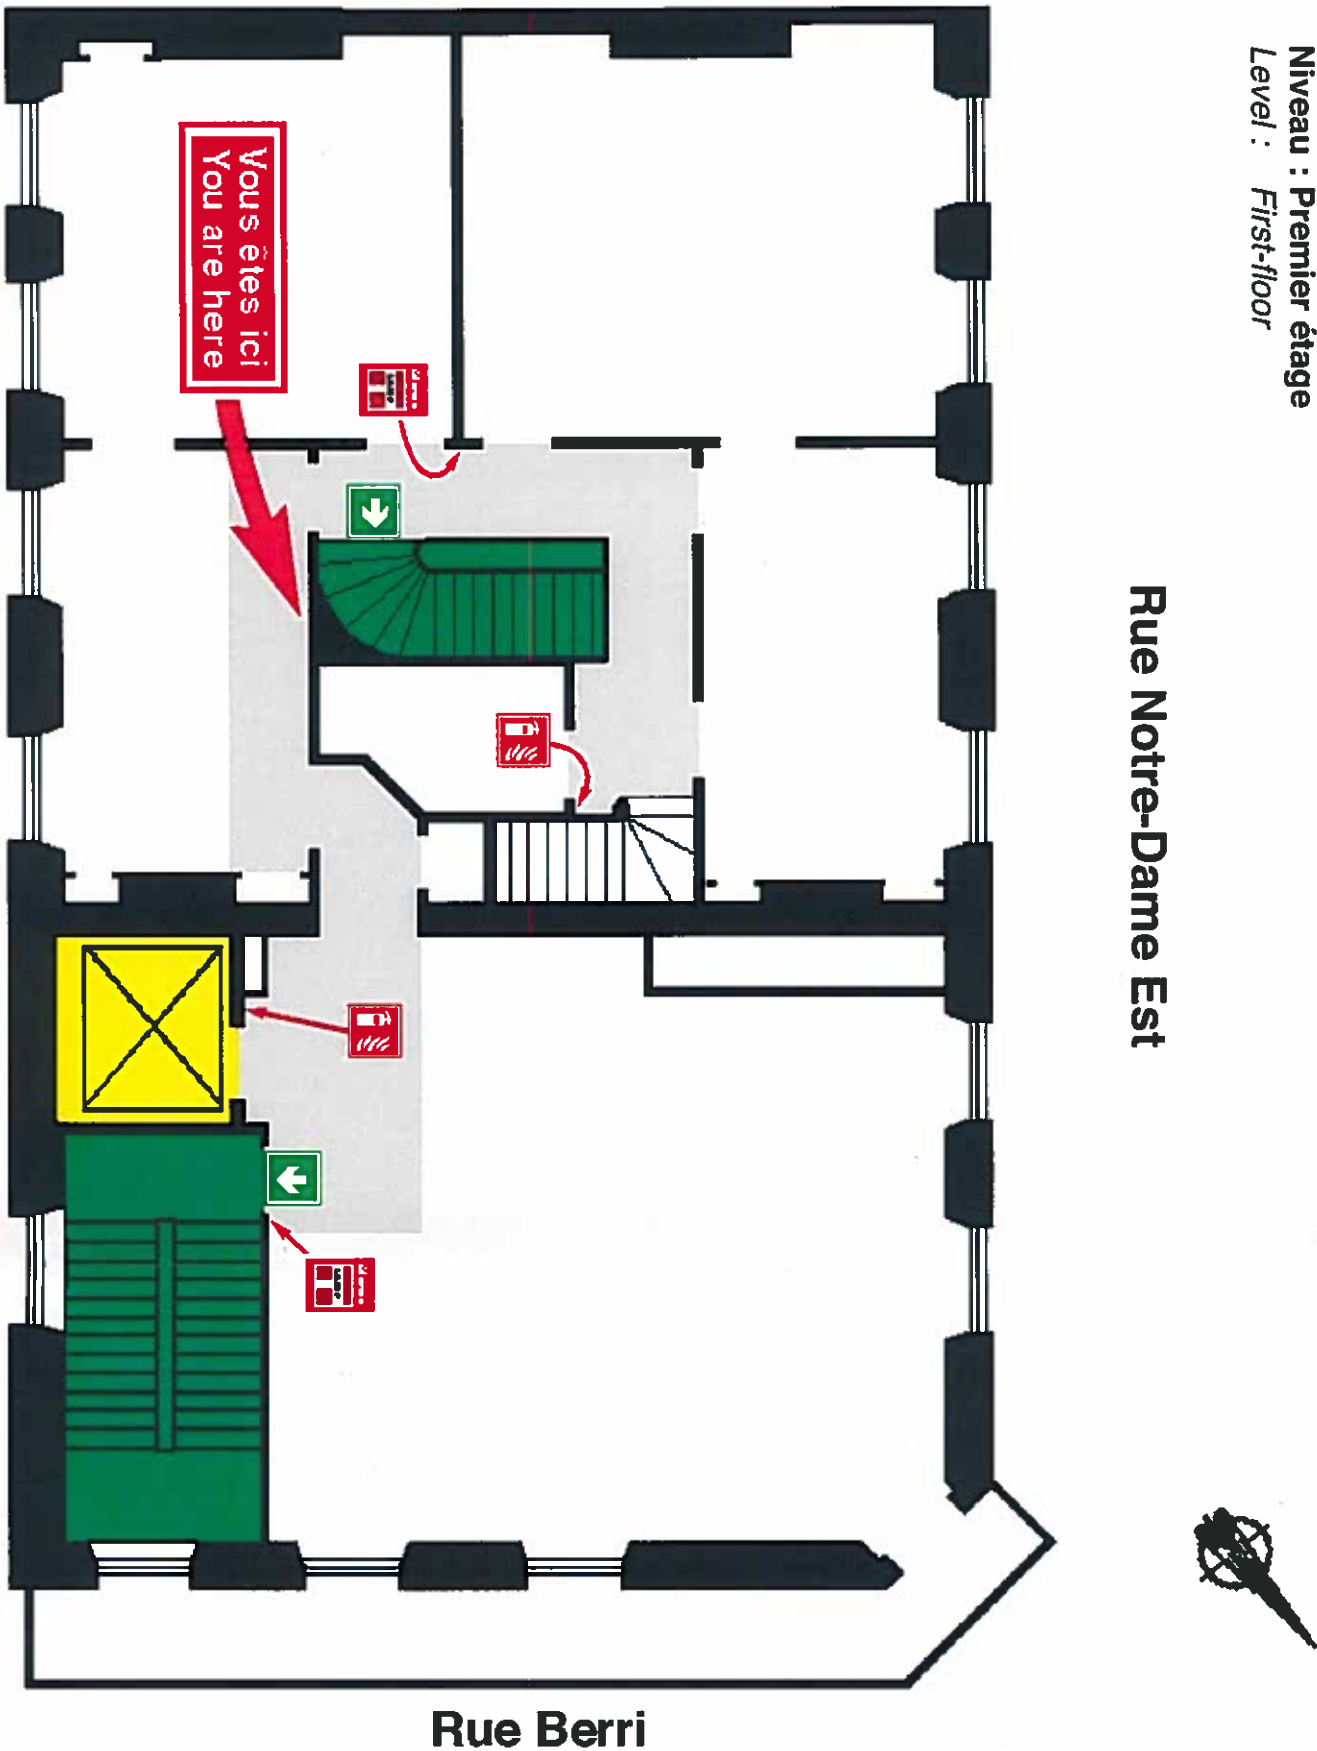 Niveau : Premier étage
Level : First-floor
Rue Notre-Dame Est
Vous êtes ici
You are here
Rue Berri